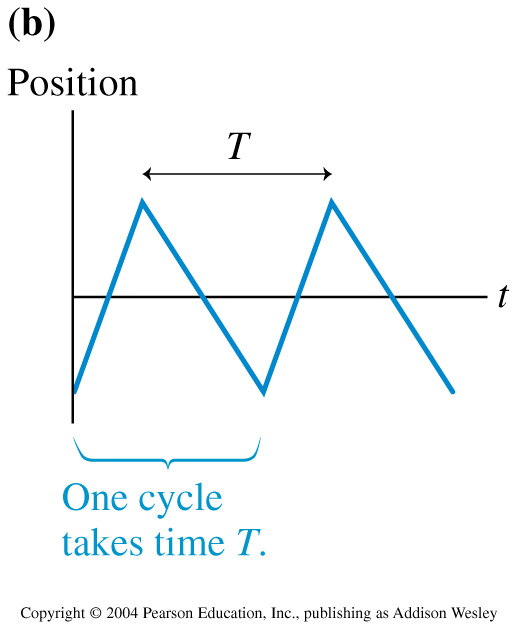 (b)
Position
T
t
One cycle
takes time T.
Copyright © 2004 Pearson Education, Inc., publishing as Addison Wesley